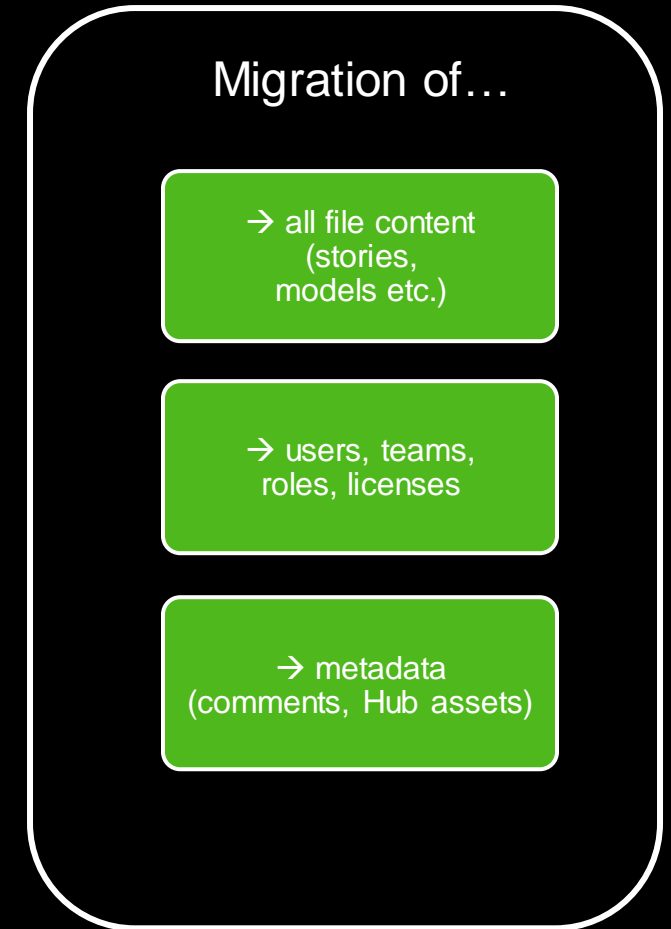 Migration of…
→ all file content
(stories,
models etc.)
→ users, teams,
roles, licenses
→ metadata
(comments, Hub assets)